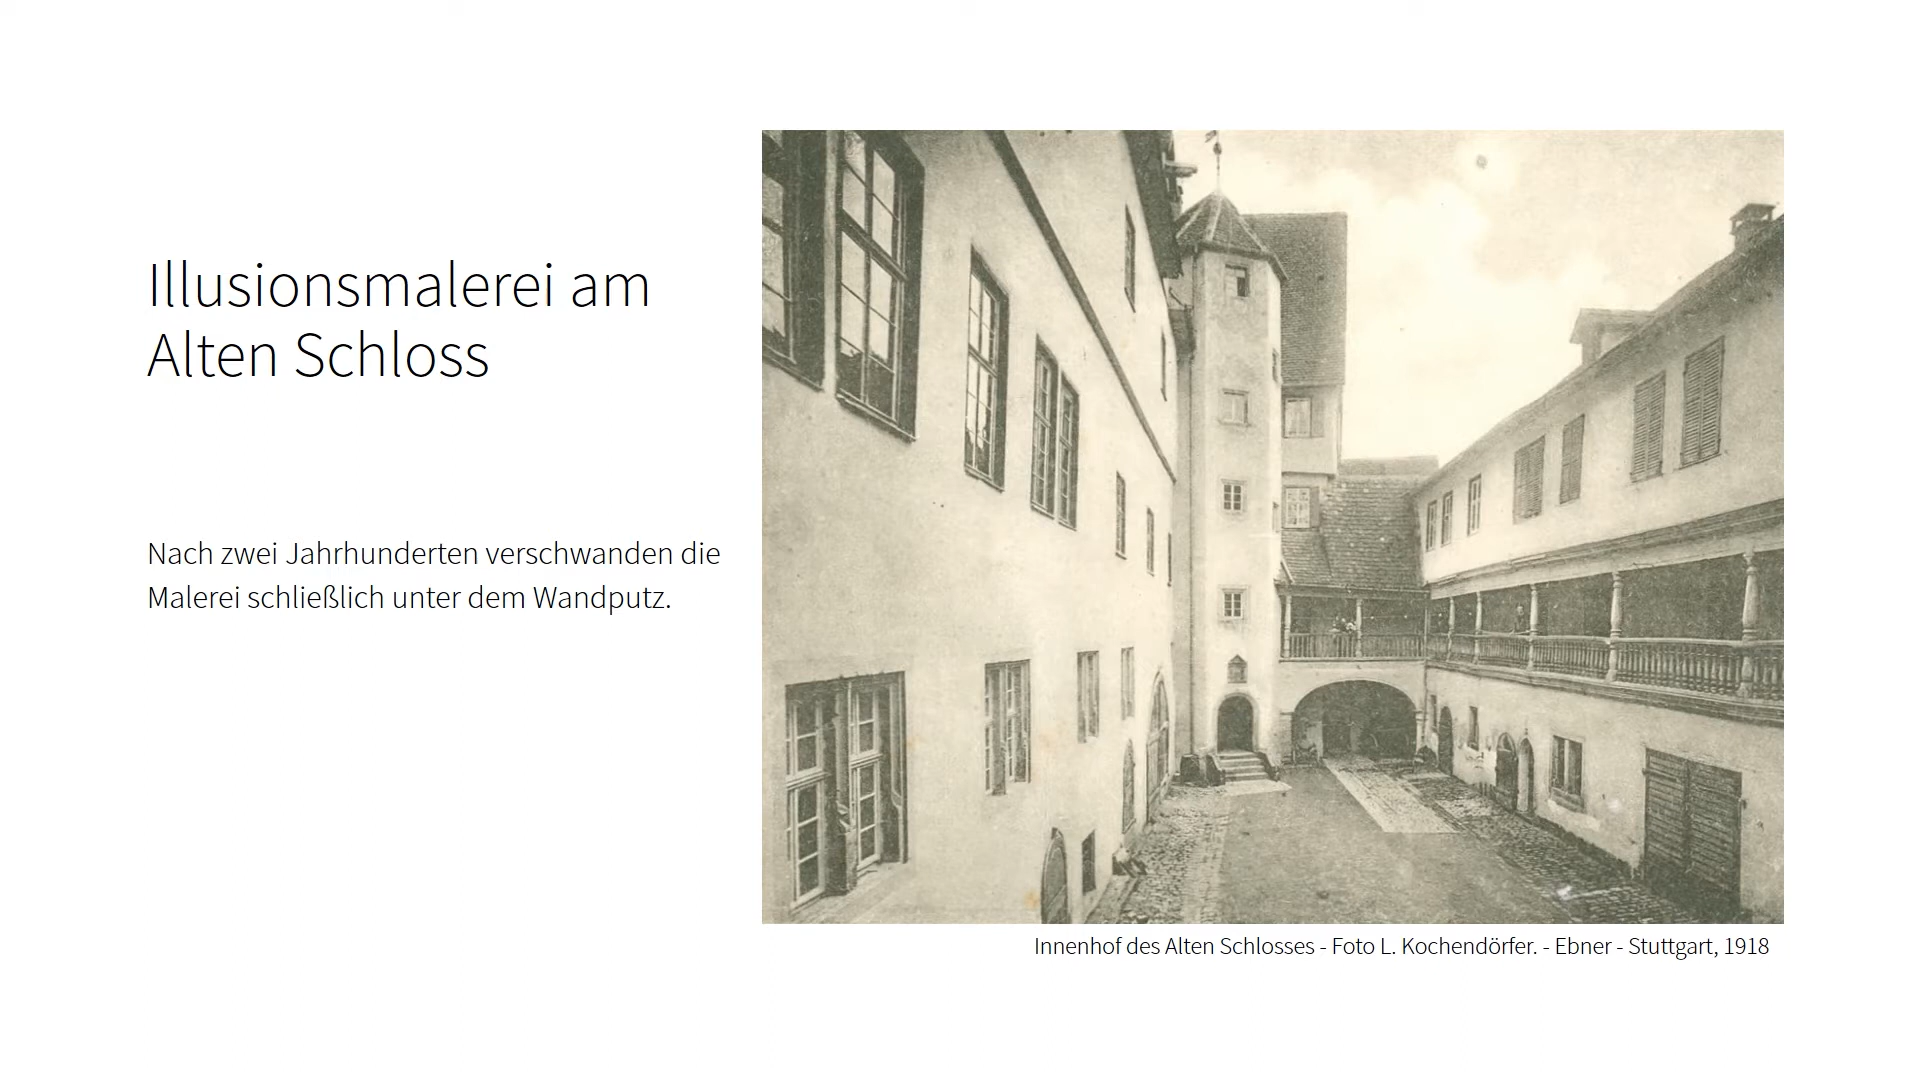 Illusionsmalerei am
Alten Schloss
Nach zwei Jahrhunderten verschwanden die
Malerei schließlich unter dem Wandputz.
Innenhof des Alten Schlosses - Foto L. Kochendörfer. - Ebner - Stuttgart, 1918